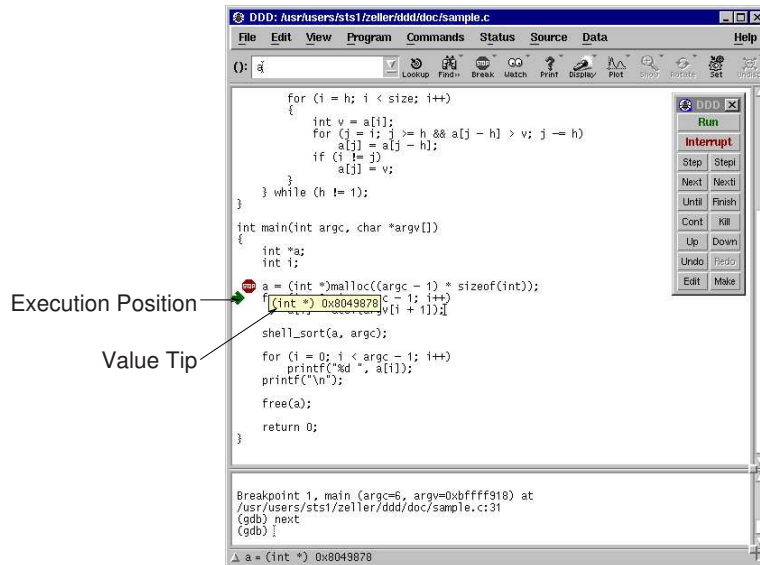 DDD: /usr/users/sts1/zeller/ddd/doc/sample.c
File Edit View Program Commands Status Source Data Help
(): a
Lookup Find» Break Watch Print Display Plot Show Rotate Set Undisp
for (i = h; i < size; i++)
{
int v = a[i];
for (j = i; j >= h && a[j - h] > v; j -= h)
a[j] = a[j - h];
if (i != j)
a[j] = v;
}
} while (h != 1);
}
int main(int argc, char *argv[])
{
int *a;
int i;
STOP a = (int *)malloc((argc - 1) * sizeof(int));
f c - 1; i++)
(int *) 0x8049878
i + 1]);
shell_sort(a, argc);
for (i = 0; i < argc - 1; i++)
printf("%d ", a[i]);
printf("\n");
free(a);
return 0;
}
DDD
Run
Interrupt
Step Stepi
Next Nexti
Until Finish
Cont Kill
Up Down
Undo Redo
Edit Make
Execution Position
Value Tip
Breakpoint 1, main (argc=6, argv=0xbffff918) at
/usr/users/sts1/zeller/ddd/doc/sample.c:31
(gdb) next
(gdb)
a = (int *) 0x8049878